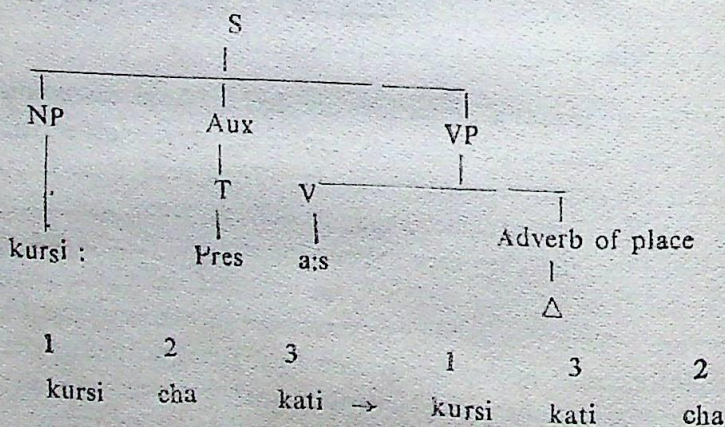 S
NP Aux VP
T V
kursi : Pres a:s Adverb of place
Δ
1 2 3 1 3 2
kursi cha kati → kursi kati cha